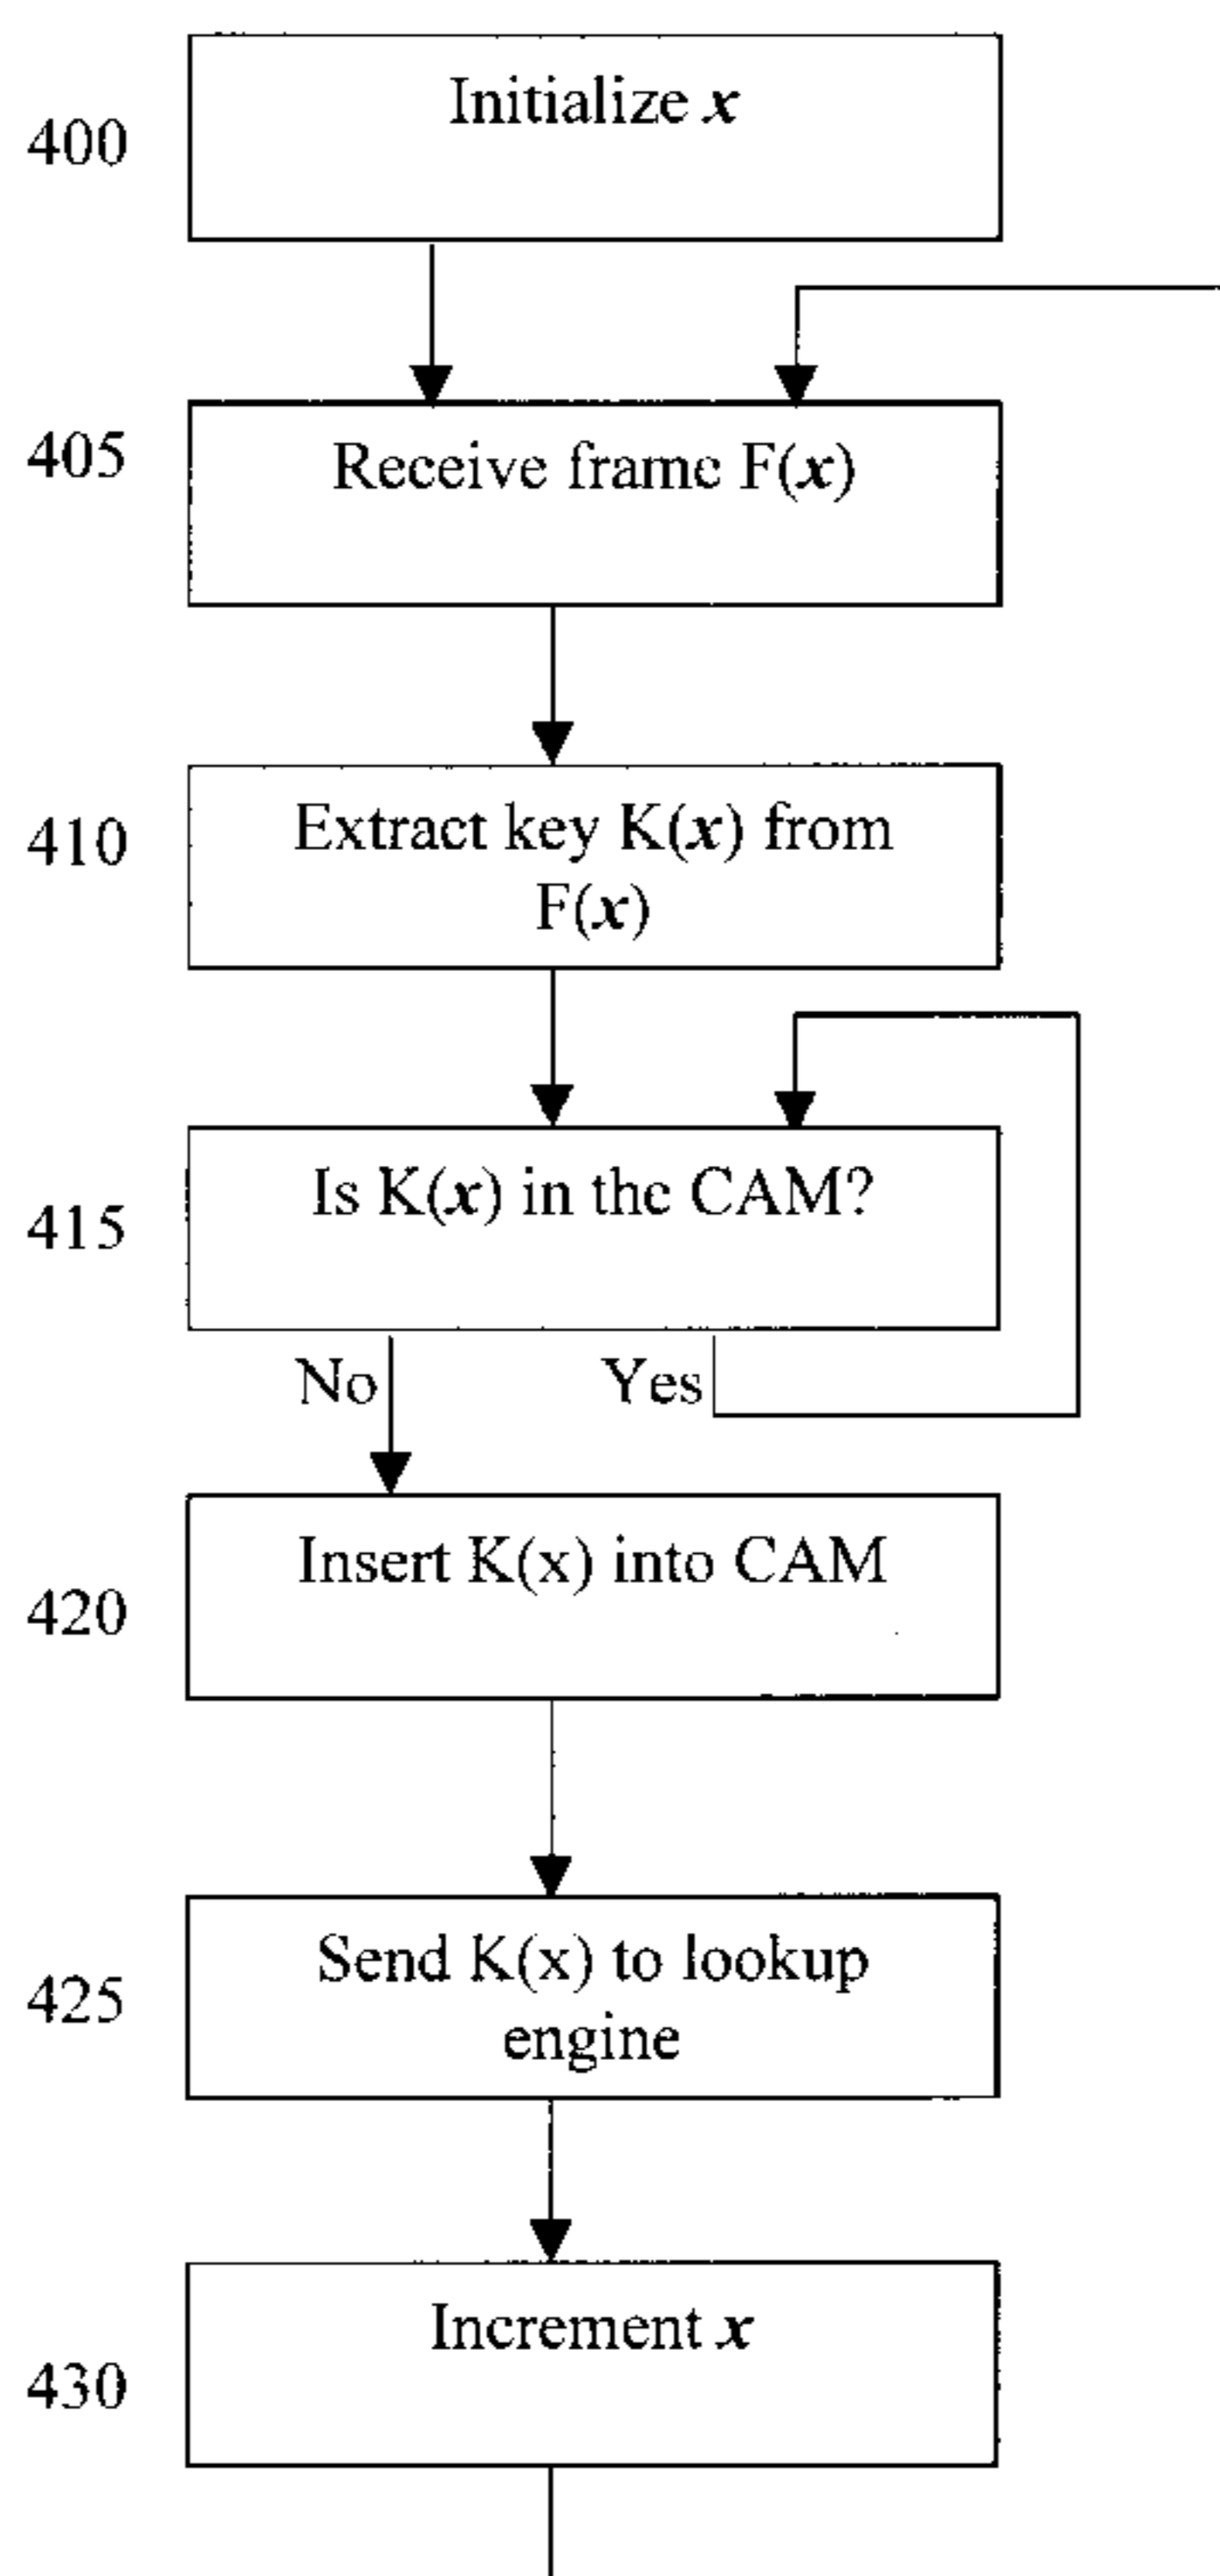 Initialize x
400
405
Receive frame F(x)
410
Extract key K(x) from
F(x)
415
Is K(x) in the CAM?
No
Yes
420
Insert K(x) into CAM
425
Send K(x) to lookup
engine
430
Increment x